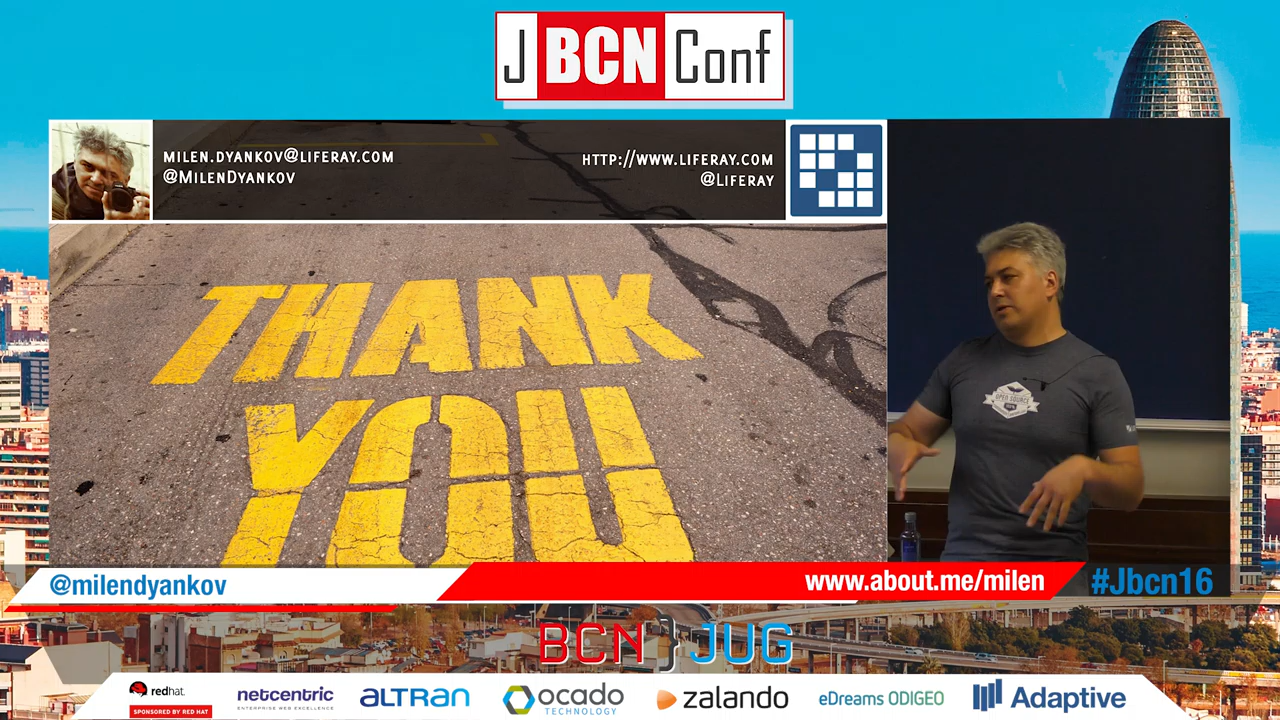 J BCN Conf
MILEN.DYANKOV@LIFERAY.COM
@MILENDYANKOV
HTTP://WWW.LIFERAY.COM
@LIFERAY
THANK
YOU
OPEN SOURCE
@milendyankov
www.about.me/milen
#Jbcn16
BCN } JUG
redhat.
SPONSORED BY RED HAT
netcentric
ENTERPRISE WEB EXCELLENCE
ALTRAN
ocado
TECHNOLOGY
zalando
eDreams ODIGEO
Adaptive